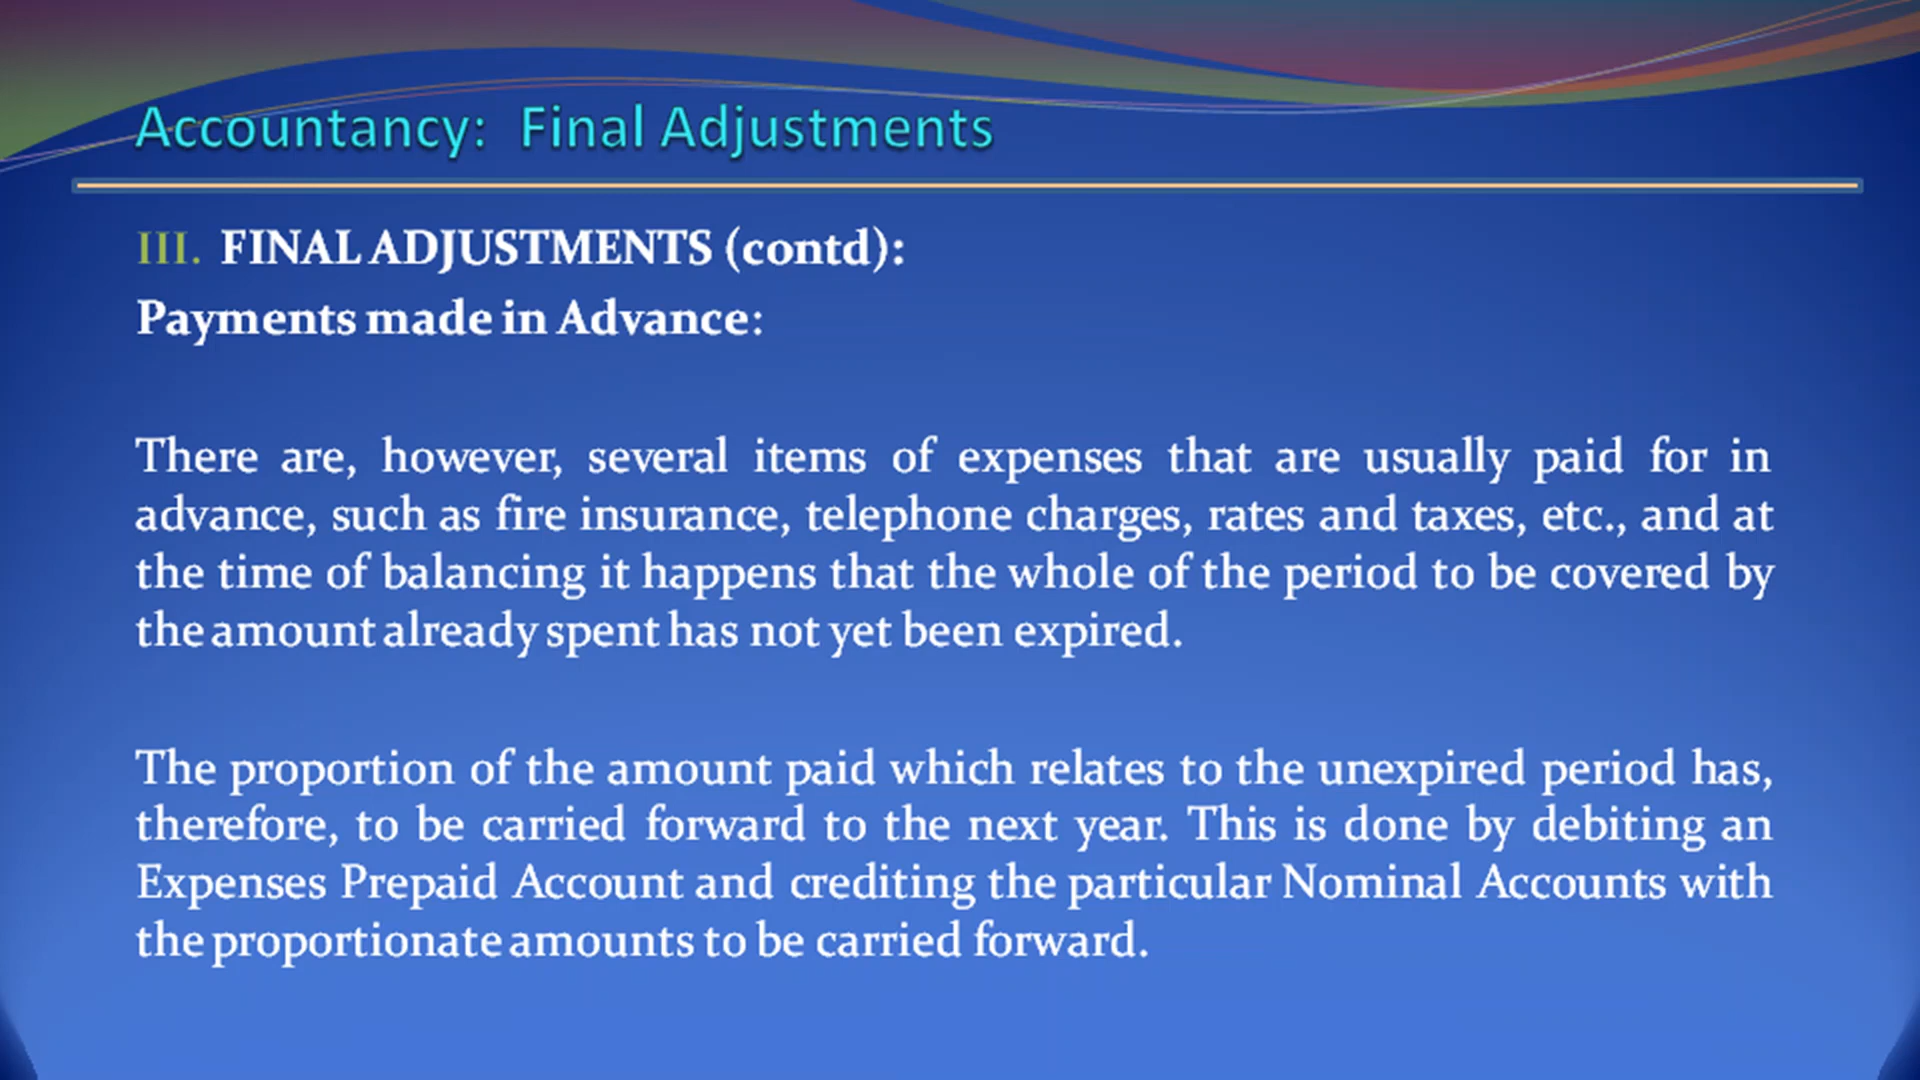 Accountancy: Final Adjustments
III. FINAL ADJUSTMENTS (contd):
Payments made in Advance:
There are, however, several items of expenses that are usually paid for in
advance, such as fire insurance, telephone charges, rates and taxes, etc., and at
the time of balancing it happens that the whole of the period to be covered by
the amount already spent has not yet been expired.
The proportion of the amount paid which relates to the unexpired period has,
therefore, to be carried forward to the next year. This is done by debiting an
Expenses Prepaid Account and crediting the particular Nominal Accounts with
the proportionate amounts to be carried forward.